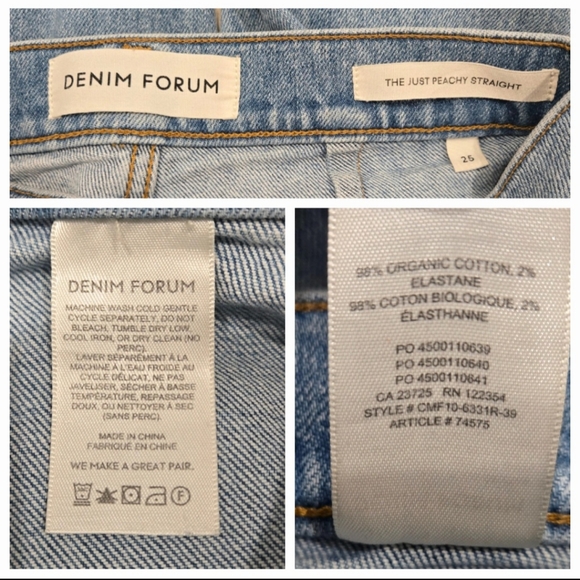 DENIM FORUM
THE JUST PEACHY STRAIGHT
26
DENIM FORUM
MACHINE WASH COLD GENTLE
CYCLE SEPARATELY, DO NOT
BLEACH, TUMBLE DRY LOW,
COOL IRON, OR DRY CLEAN (NO
PERC).
LAVER SÉPARÉMENT À LA
MACHINE À L'EAU FROIDE AU
CYCLE DÉLICAT, NE PAS
JAVELISER, SÉCHER À BASSE
TEMPÉRATURE, REPASSAGE
DOUX, OU NETTOYER À SEC
(SANS PERC).
MADE IN CHINA
FABRIQUÉ EN CHINE
WE MAKE A GREAT PAIR.
F
98% ORGANIC COTTON, 2%
ELASTANE
98% COTON BIOLOGIQUE, 2%
ÉLASTHANNE
PO 4500110639
PO 4500110640
PO 4500110641
CA 23725 RN 122354
STYLE # CMF10-6331R-39
ARTICLE # 74575